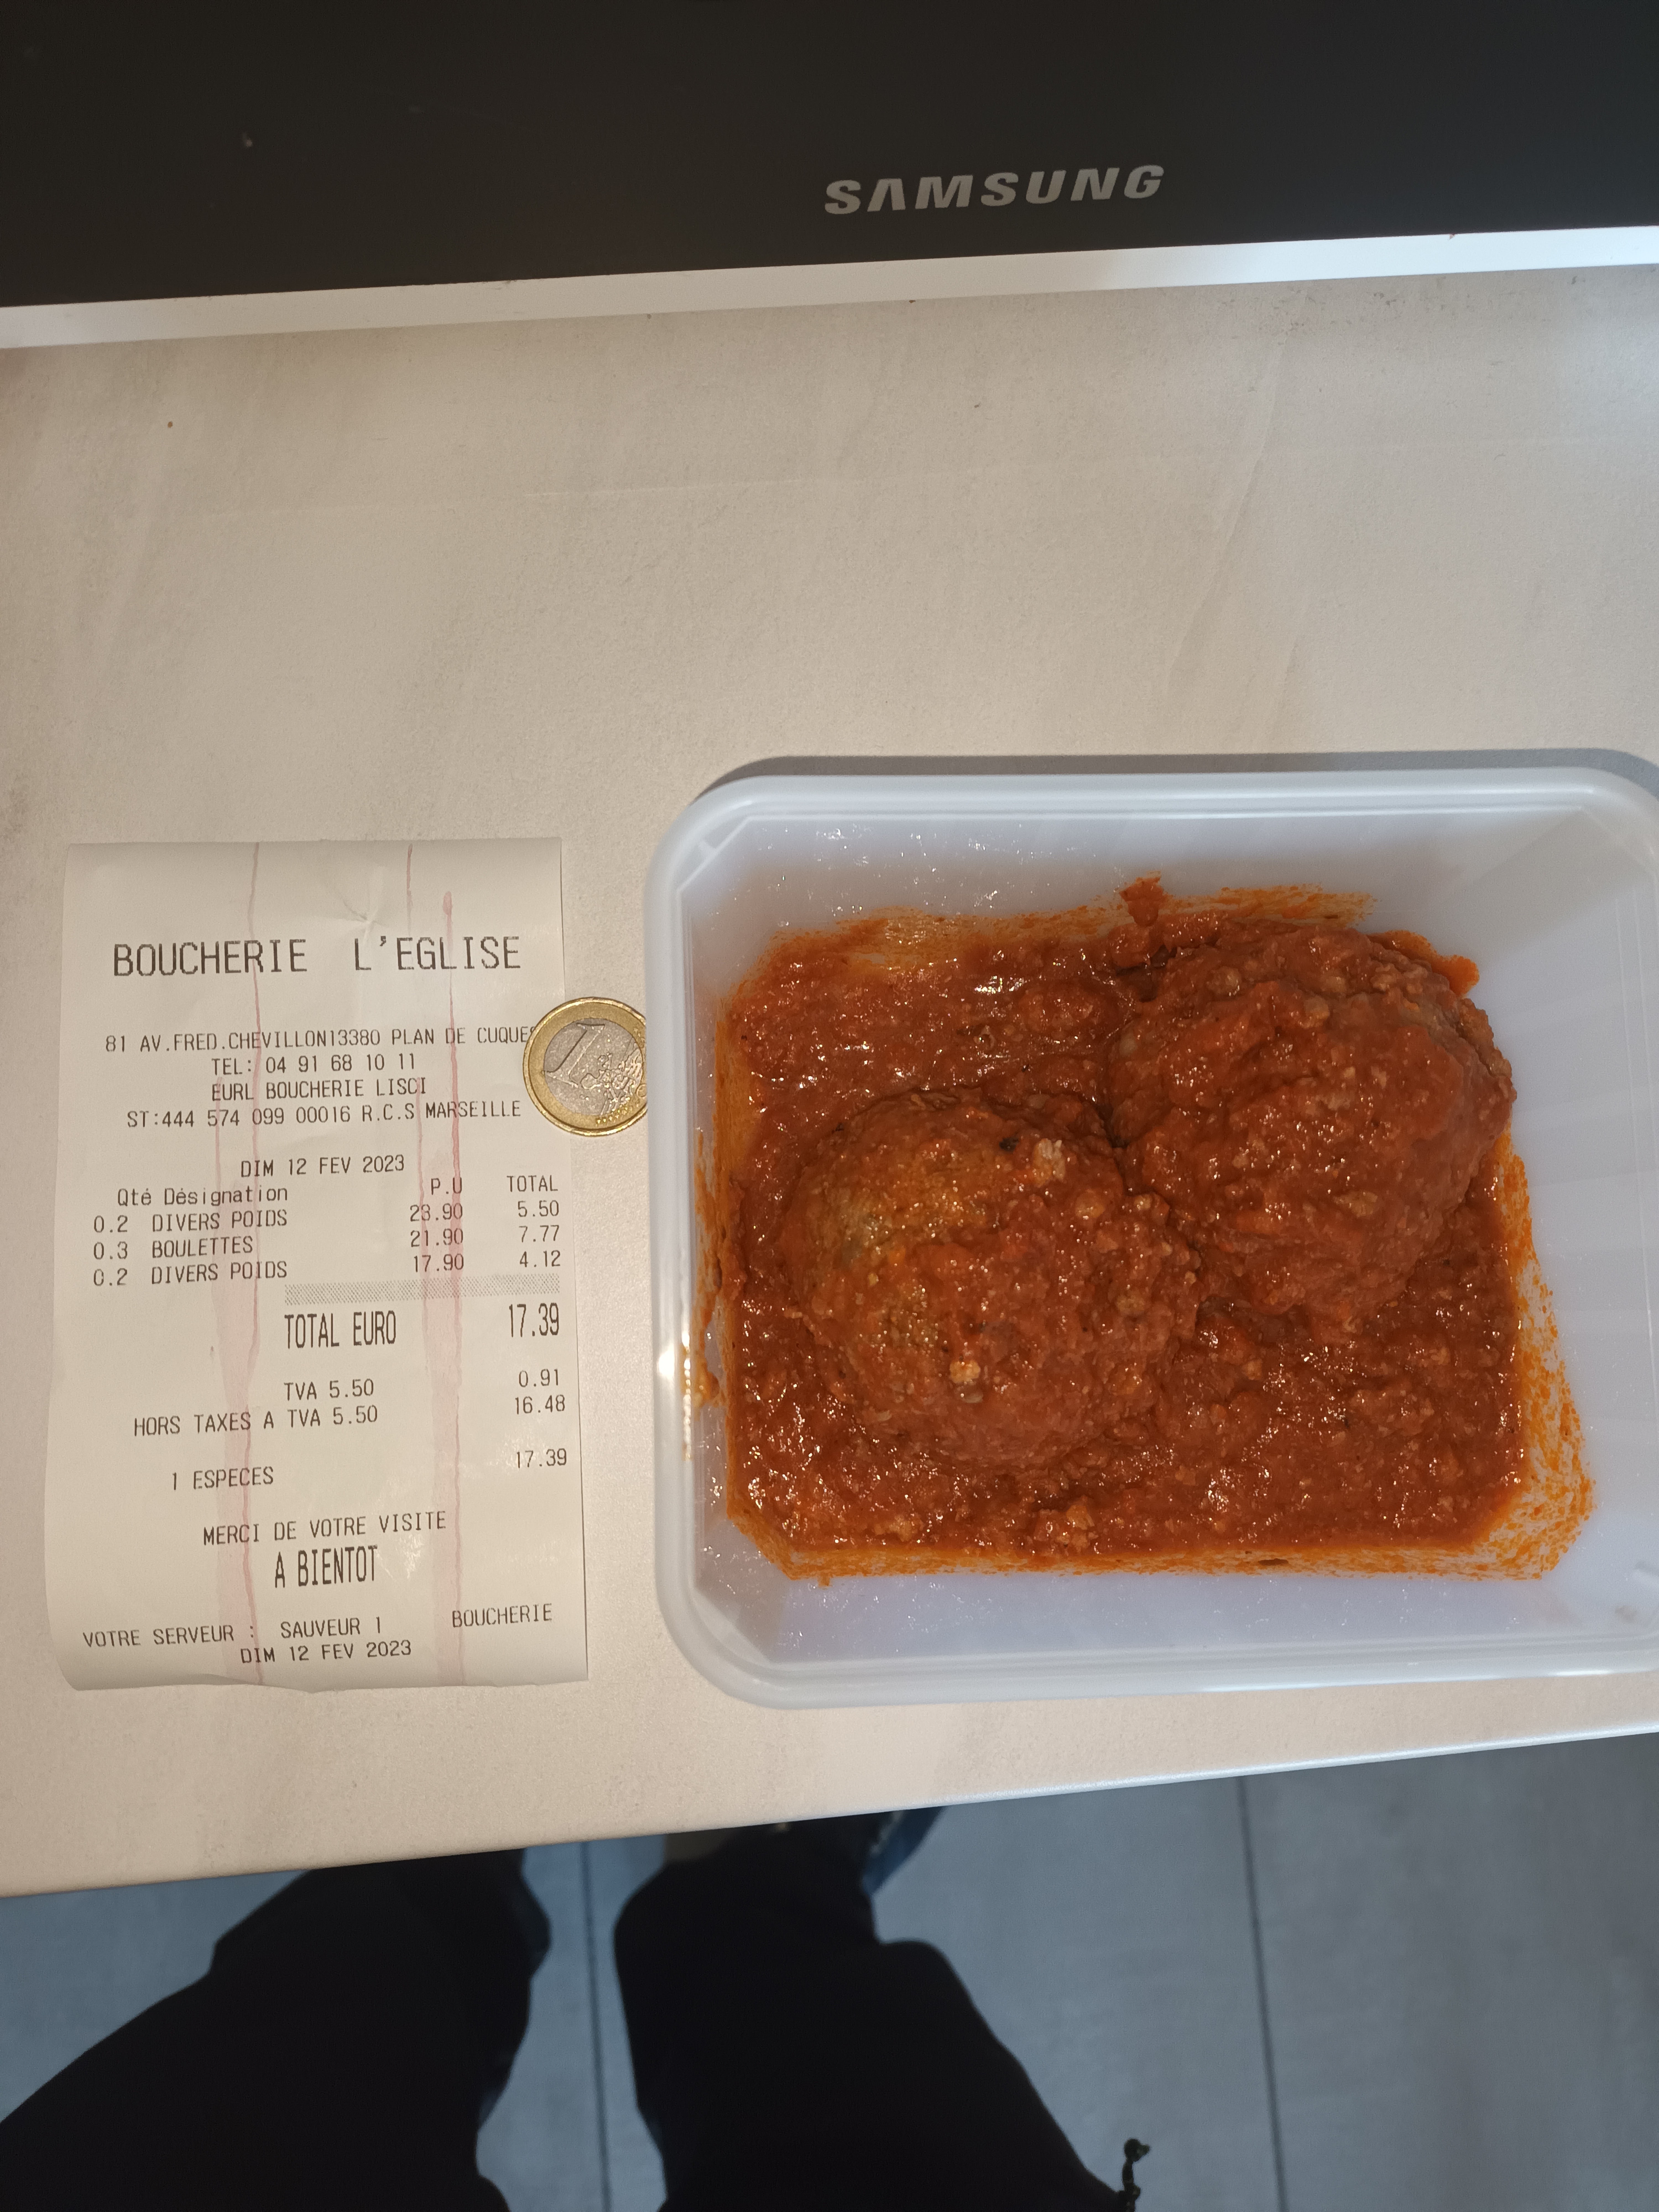 SAMSUNG
BOUCHERIE L'EGLISE
81 AV.FRED.CHEVILLON13380 PLAN DE CUQUES
TEL: 04 91 68 10 11
EURL BOUCHERIE LISCI
ST:444 574 099 00016 R.C.S MARSEILLE
DIM 12 FEV 2023
Qté Désignation P.U TOTAL
0.2 DIVERS POIDS 23.90 5.50
0.3 BOULETTES 21.90 7.77
0.2 DIVERS POIDS 17.90 4.12
TOTAL EURO 17.39
TVA 5.50 0.91
HORS TAXES A TVA 5.50 16.48
1 ESPECES 17.39
MERCI DE VOTRE VISITE
A BIENTOT
VOTRE SERVEUR : SAUVEUR 1 BOUCHERIE
DIM 12 FEV 2023
1